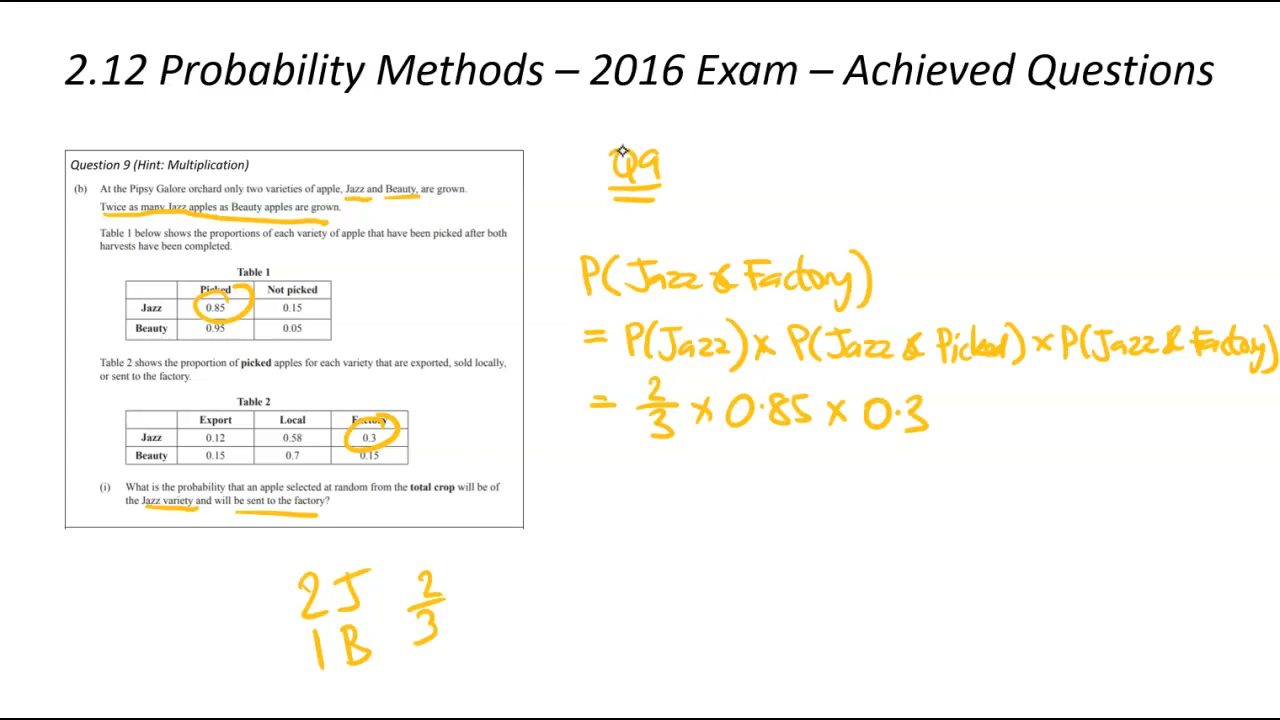 2.12 Probability Methods – 2016 Exam – Achieved Questions
Question 9 (Hint: Multiplication)
(b) At the Pipsy Galore orchard only two varieties of apple, Jazz and Beauty, are grown.
Twice as many Jazz apples as Beauty apples are grown.
Table 1 below shows the proportions of each variety of apple that have been picked after both
harvests have been completed.
Table 1
Picked Not picked
Jazz 0.85 0.15
Beauty 0.95 0.05
Table 2 shows the proportion of picked apples for each variety that are exported, sold locally,
or sent to the factory.
Table 2
Export Local Factory
Jazz 0.12 0.58 0.3
Beauty 0.15 0.7 0.15
(i) What is the probability that an apple selected at random from the total crop will be of
the Jazz variety and will be sent to the factory?
Q9
P(Jazz & Factory)
= P(Jazz) × P(Jazz & Picked) × P(Jazz & Factory)
= 2/3 × 0.85 × 0.3
2J 2/3
1B